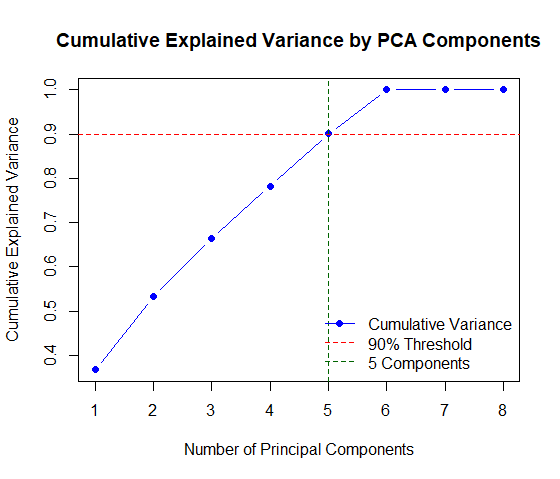 Cumulative Explained Variance by PCA Components
Cumulative Explained Variance
1.0
0.9
0.8
0.7
0.6
0.5
0.4
Cumulative Variance
90% Threshold
5 Components
1 2 3 4 5 6 7 8
Number of Principal Components